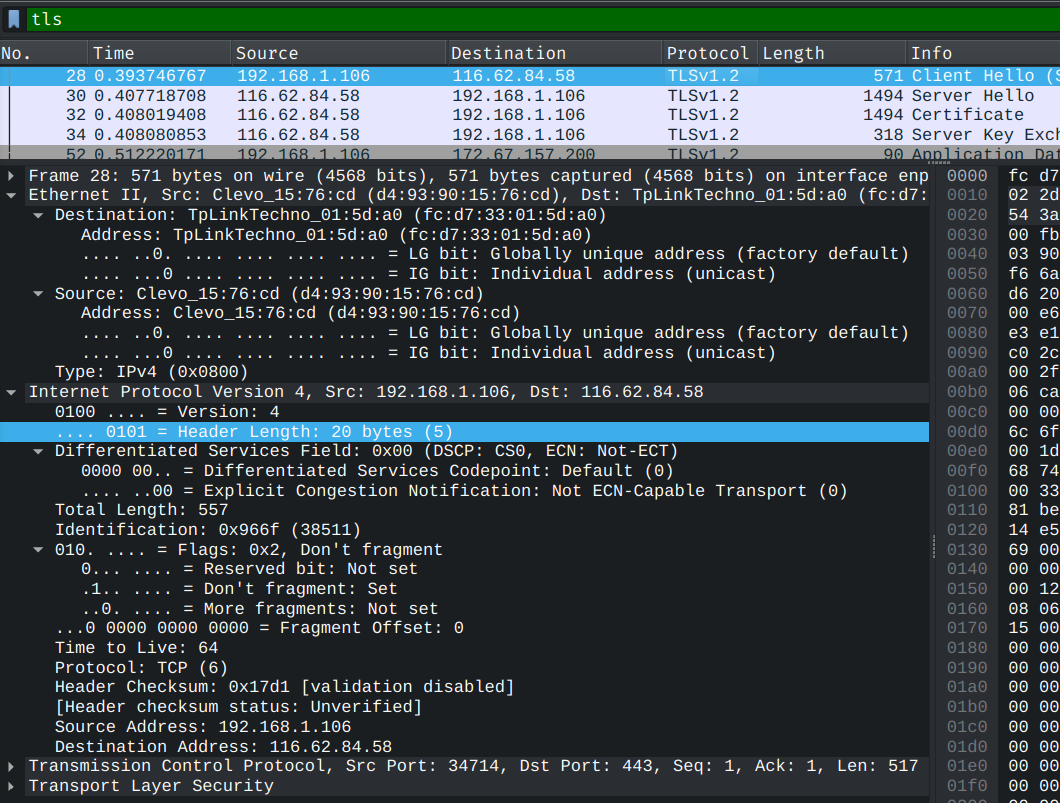 tls
No. Time Source Destination Protocol Length Info
28 0.393746767 192.168.1.106 116.62.84.58 TLSv1.2 571 Client Hello (S
30 0.407718708 116.62.84.58 192.168.1.106 TLSv1.2 1494 Server Hello
32 0.408019408 116.62.84.58 192.168.1.106 TLSv1.2 1494 Certificate
34 0.408080853 116.62.84.58 192.168.1.106 TLSv1.2 318 Server Key Exch
52 0.512220171 192.168.1.106 172.67.157.200 TLSv1.2 90 Application Dat
Frame 28: 571 bytes on wire (4568 bits), 571 bytes captured (4568 bits) on interface enp
Ethernet II, Src: Clevo_15:76:cd (d4:93:90:15:76:cd), Dst: TpLinkTechno_01:5d:a0 (fc:d7:
Destination: TpLinkTechno_01:5d:a0 (fc:d7:33:01:5d:a0)
Address: TpLinkTechno_01:5d:a0 (fc:d7:33:01:5d:a0)
.... ..0. .... .... .... .... = LG bit: Globally unique address (factory default)
.... ...0 .... .... .... .... = IG bit: Individual address (unicast)
Source: Clevo_15:76:cd (d4:93:90:15:76:cd)
Address: Clevo_15:76:cd (d4:93:90:15:76:cd)
.... ..0. .... .... .... .... = LG bit: Globally unique address (factory default)
.... ...0 .... .... .... .... = IG bit: Individual address (unicast)
Type: IPv4 (0x0800)
Internet Protocol Version 4, Src: 192.168.1.106, Dst: 116.62.84.58
0100 .... = Version: 4
.... 0101 = Header Length: 20 bytes (5)
Differentiated Services Field: 0x00 (DSCP: CS0, ECN: Not-ECT)
0000 00.. = Differentiated Services Codepoint: Default (0)
.... ..00 = Explicit Congestion Notification: Not ECN-Capable Transport (0)
Total Length: 557
Identification: 0x966f (38511)
010. .... = Flags: 0x2, Don't fragment
0... .... = Reserved bit: Not set
.1.. .... = Don't fragment: Set
..0. .... = More fragments: Not set
...0 0000 0000 0000 = Fragment Offset: 0
Time to Live: 64
Protocol: TCP (6)
Header Checksum: 0x17d1 [validation disabled]
[Header checksum status: Unverified]
Source Address: 192.168.1.106
Destination Address: 116.62.84.58
Transmission Control Protocol, Src Port: 34714, Dst Port: 443, Seq: 1, Ack: 1, Len: 517
Transport Layer Security
0000 fc d7
0010 02 2d
0020 54 3a
0030 00 fb
0040 03 90
0050 f6 6a
0060 d6 20
0070 00 e6
0080 e3 e1
0090 c0 2c
00a0 00 2f
00b0 06 ca
00c0 00 00
00d0 6c 6f
00e0 00 1d
00f0 68 74
0100 00 33
0110 81 be
0120 14 e5
0130 69 00
0140 00 00
0150 00 12
0160 08 06
0170 15 00
0180 00 00
0190 00 00
01a0 00 00
01b0 00 00
01c0 00 00
01d0 00 00
01e0 00 00
01f0 00 00